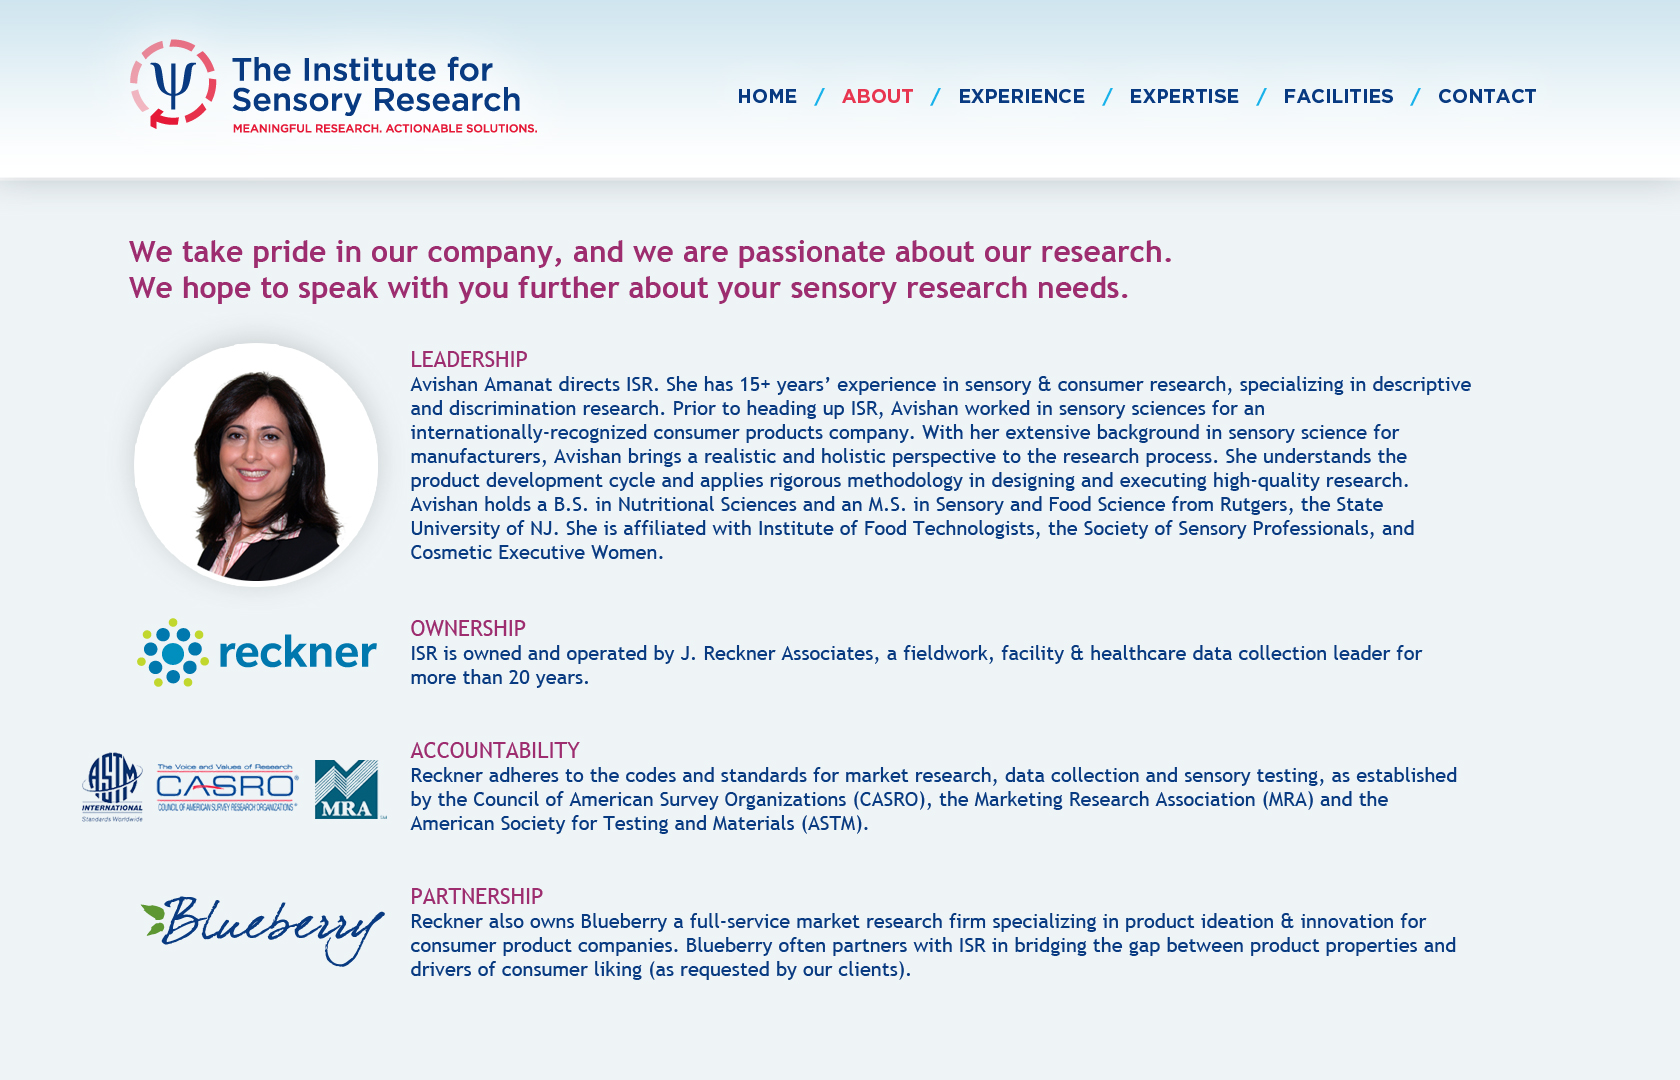 The Institute for
Sensory Research
MEANINGFUL RESEARCH. ACTIONABLE SOLUTIONS.
HOME / ABOUT / EXPERIENCE / EXPERTISE / FACILITIES / CONTACT
We take pride in our company, and we are passionate about our research.
We hope to speak with you further about your sensory research needs.
LEADERSHIP
Avishan Amanat directs ISR. She has 15+ years’ experience in sensory & consumer research, specializing in descriptive
and discrimination research. Prior to heading up ISR, Avishan worked in sensory sciences for an
internationally-recognized consumer products company. With her extensive background in sensory science for
manufacturers, Avishan brings a realistic and holistic perspective to the research process. She understands the
product development cycle and applies rigorous methodology in designing and executing high-quality research.
Avishan holds a B.S. in Nutritional Sciences and an M.S. in Sensory and Food Science from Rutgers, the State
University of NJ. She is affiliated with Institute of Food Technologists, the Society of Sensory Professionals, and
Cosmetic Executive Women.
reckner
OWNERSHIP
ISR is owned and operated by J. Reckner Associates, a fieldwork, facility & healthcare data collection leader for
more than 20 years.
ASTM
INTERNATIONAL
Standards Worldwide
The Voice and Values of Research
CASRO®
COUNCIL OF AMERICAN SURVEY RESEARCH ORGANIZATIONS®
MRA SM
ACCOUNTABILITY
Reckner adheres to the codes and standards for market research, data collection and sensory testing, as established
by the Council of American Survey Organizations (CASRO), the Marketing Research Association (MRA) and the
American Society for Testing and Materials (ASTM).
Blueberry
PARTNERSHIP
Reckner also owns Blueberry a full-service market research firm specializing in product ideation & innovation for
consumer product companies. Blueberry often partners with ISR in bridging the gap between product properties and
drivers of consumer liking (as requested by our clients).